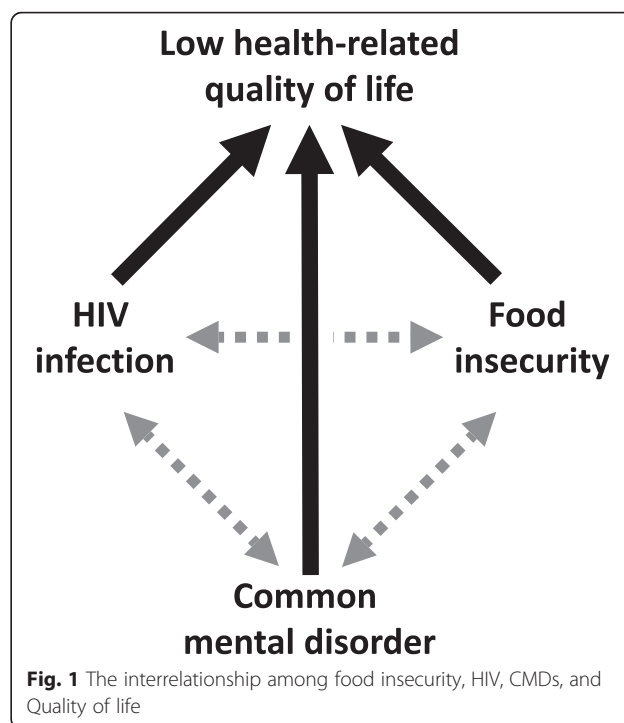 Low health-related
quality of life
HIV
infection
Food
insecurity
Common
mental disorder
Fig. 1 The interrelationship among food insecurity, HIV, CMDs, and
Quality of life